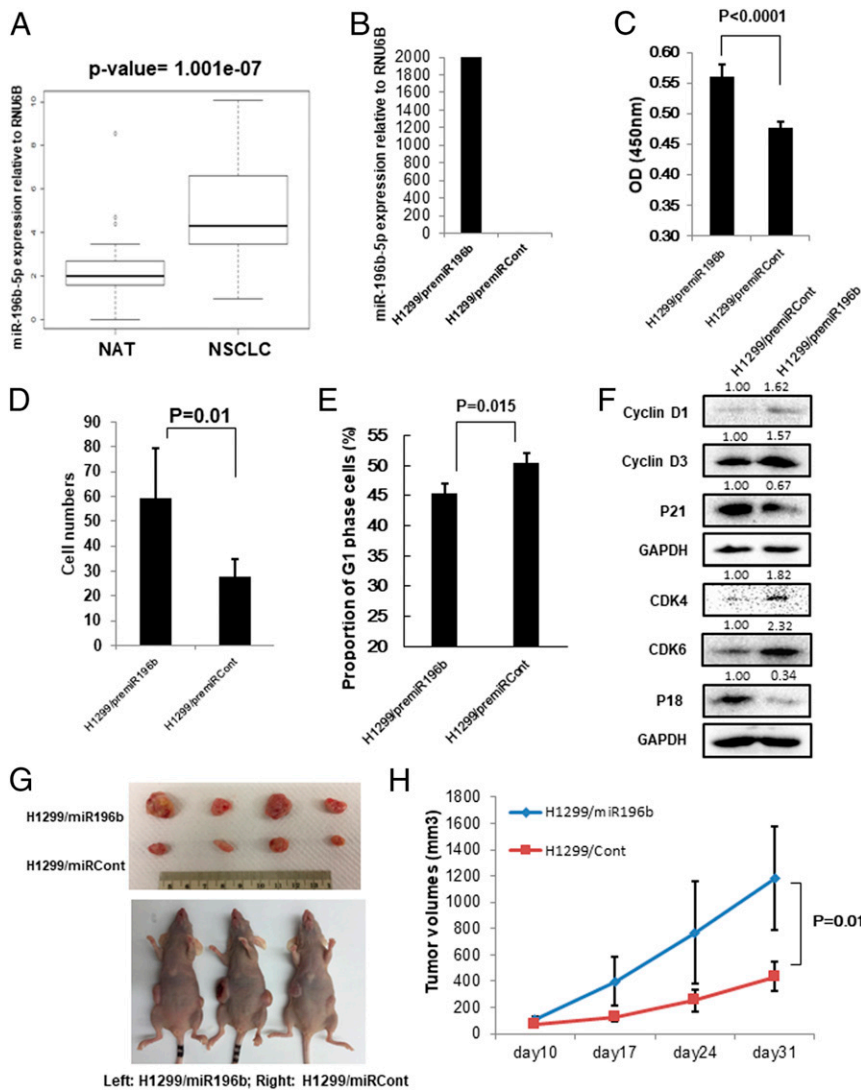 A
p-value= 1.001e-07
miR-196b-5p expression relative to RNU6B
10
8
6
4
2
0
NAT NSCLC
B
miR-196b-5p expression relative to RNU6B
2000
1800
1600
1400
1200
1000
800
600
400
200
0
H1299/premiR196b
H1299/premiRCont
C
P<0.0001
OD (450nm)
0.60
0.55
0.50
0.45
0.40
0.35
0.30
H1299/premiR196b
H1299/premiRCont
D
P=0.01
Cell numbers
90
80
70
60
50
40
30
20
10
0
H1299/premiR196b
H1299/premiRCont
E
P=0.015
Proportion of G1 phase cells (%)
55
50
45
40
35
30
25
20
H1299/premiR196b
H1299/premiRCont
F
H1299/premiRCont
H1299/premiR196b
1.00 1.62
Cyclin D1
1.00 1.57
Cyclin D3
1.00 0.67
P21
GAPDH
1.00 1.82
CDK4
1.00 2.32
CDK6
1.00 0.34
P18
GAPDH
G
H1299/miR196b
H1299/miRCont
Left: H1299/miR196b; Right: H1299/miRCont
H
H1299/miR196b
H1299/Cont
Tumor volumes (mm3)
1800
1600
1400
1200
1000
800
600
400
200
0
P=0.01
day10 day17 day24 day31